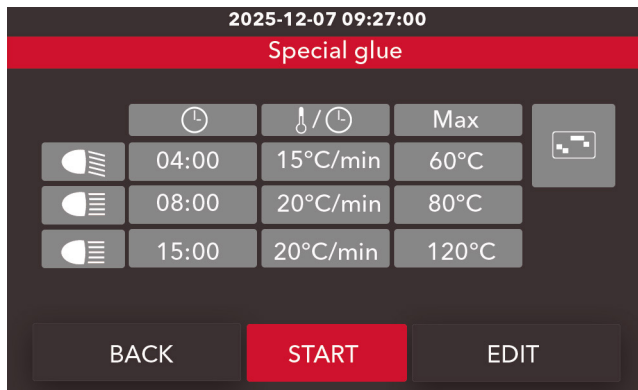 2025-12-07 09:27:00
Special glue
/ Max
04:00 15°C/min 60°C
08:00 20°C/min 80°C
15:00 20°C/min 120°C
BACK START EDIT